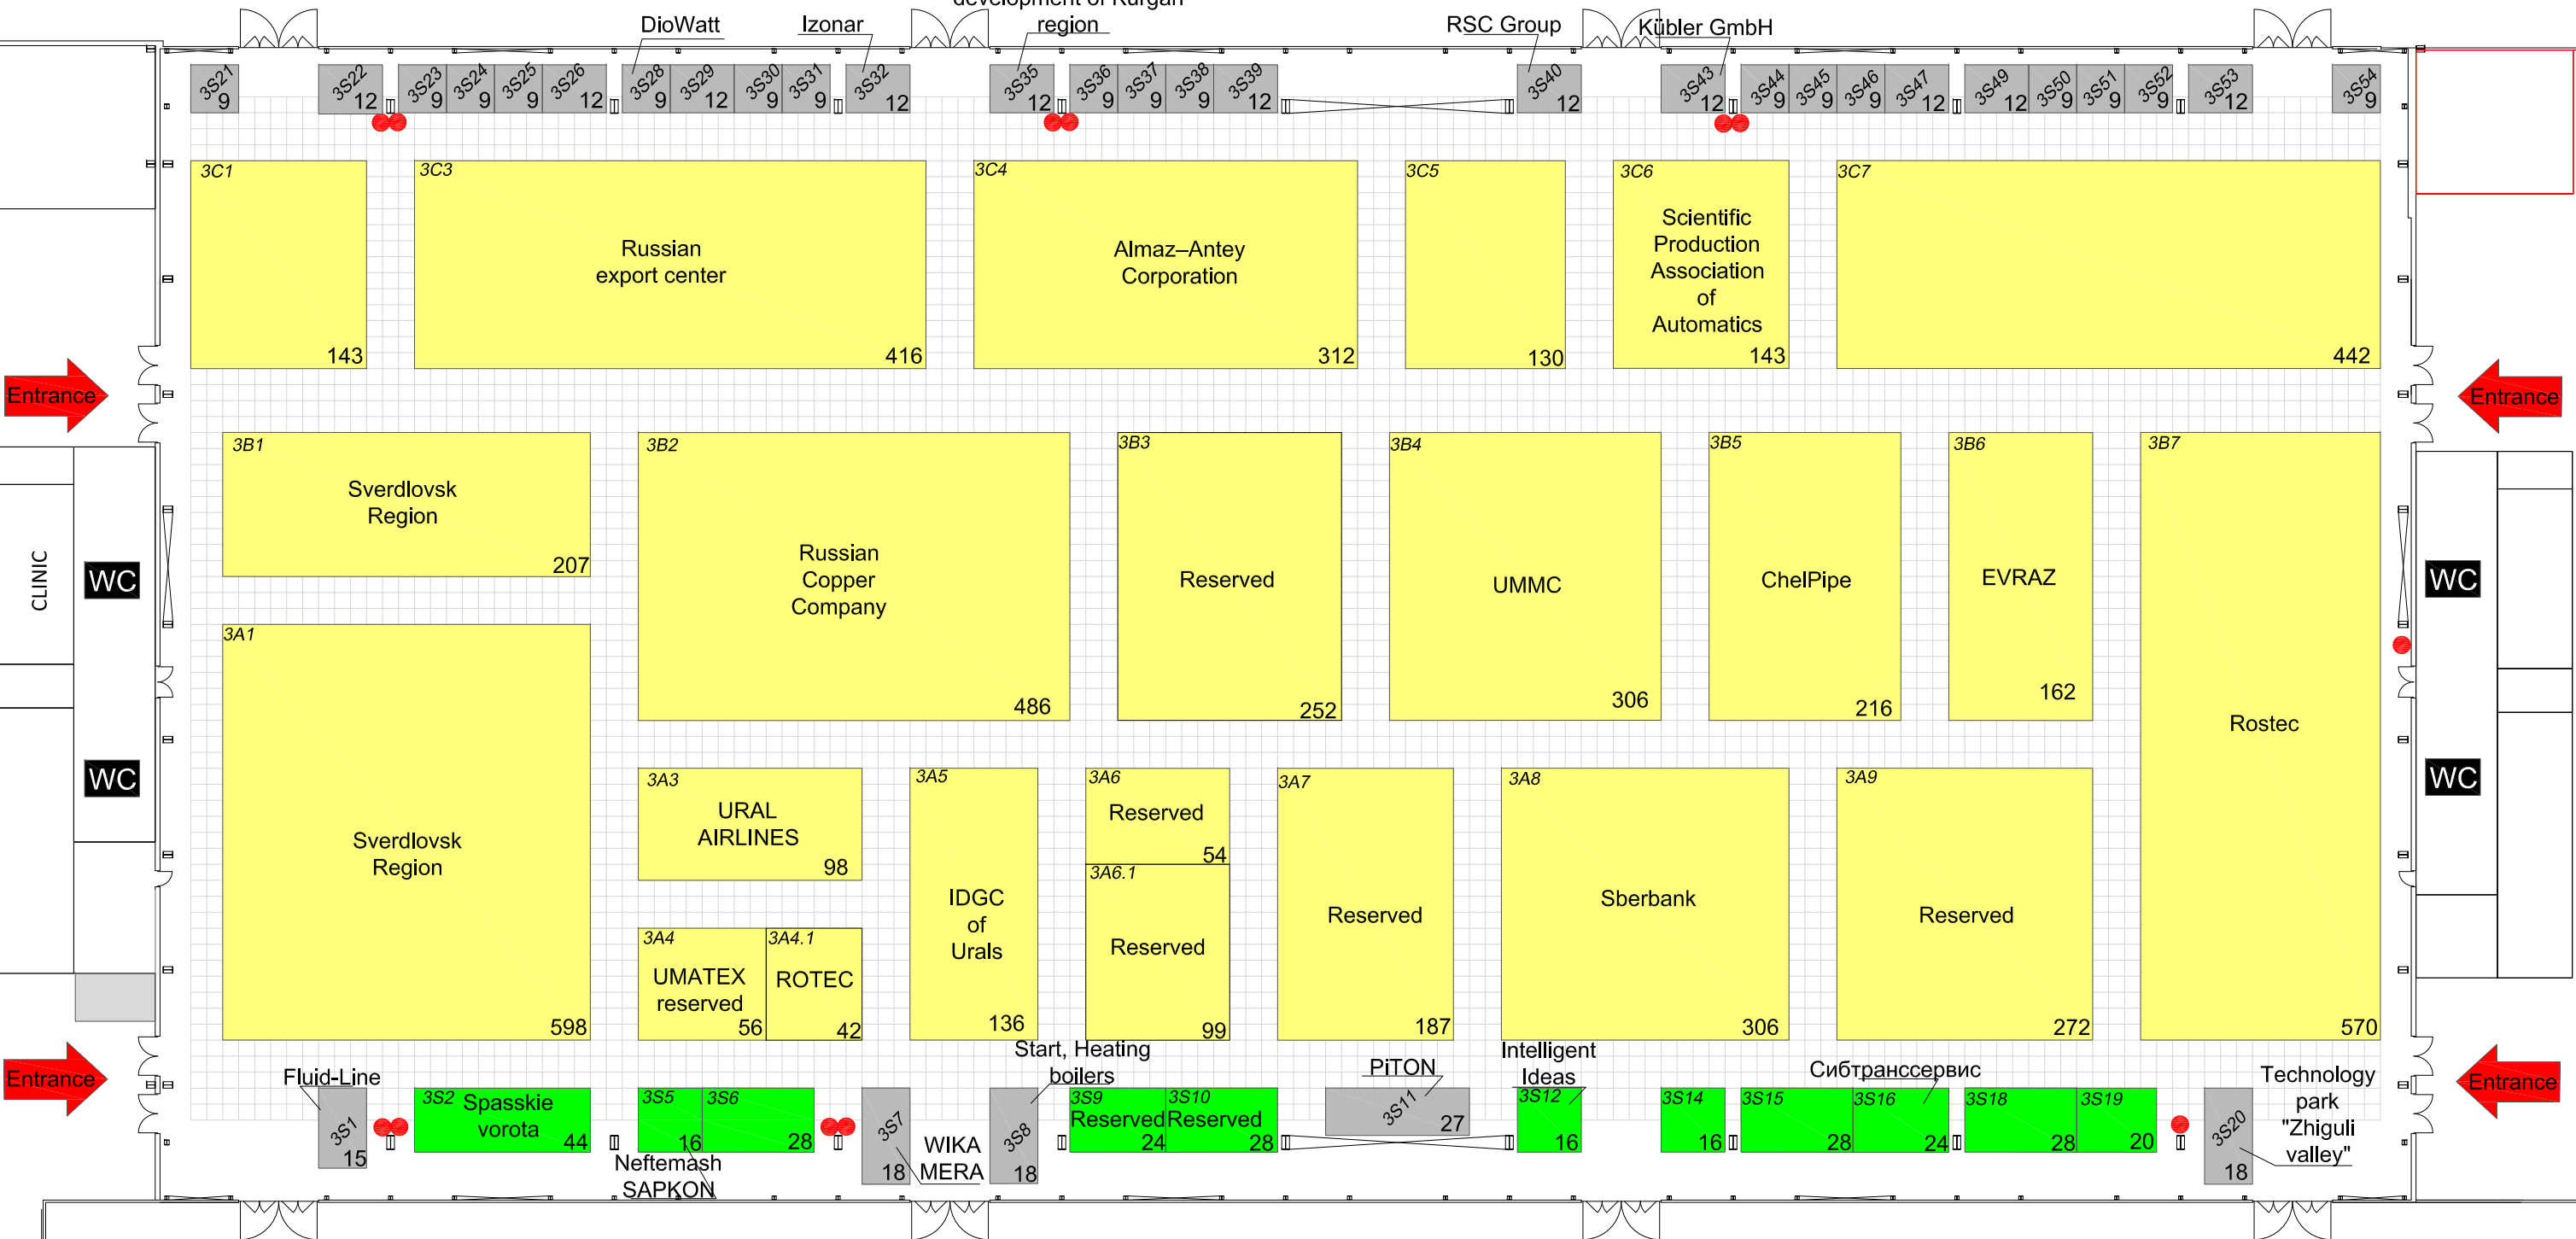 development of Kurgan
region
DioWatt
Izonar
RSC Group
Kübler GmbH
3S21
9
3S22
12
3S23
9
3S24
9
3S25
9
3S26
12
3S28
9
3S29
12
3S30
9
3S31
9
3S32
12
3S35
12
3S36
9
3S37
9
3S38
9
3S39
12
3S40
12
3S43
12
3S44
9
3S45
9
3S46
9
3S47
12
3S49
12
3S50
9
3S51
9
3S52
9
3S53
12
3S54
9
3C1
143
3C3
Russian
export center
416
3C4
Almaz–Antey
Corporation
312
3C5
130
3C6
Scientific
Production
Association
of
Automatics
143
3C7
442
Entrance
Entrance
3B1
Sverdlovsk
Region
207
3B2
Russian
Copper
Company
486
3B3
Reserved
252
3B4
UMMC
306
3B5
ChelPipe
216
3B6
EVRAZ
162
3B7
Rostec
570
CLINIC
WC
WC
WC
WC
3A1
Sverdlovsk
Region
598
3A3
URAL
AIRLINES
98
3A4
UMATEX
reserved
56
3A4.1
ROTEC
42
3A5
IDGC
of
Urals
136
3A6
Reserved
54
3A6.1
Reserved
99
3A7
Reserved
187
3A8
Sberbank
306
3A9
Reserved
272
Entrance
Entrance
Fluid-Line
3S1
15
3S2
Spasskie
vorota
44
3S5
16
3S6
28
Neftemash
SAPKON
3S7
18
WIKA
MERA
Start, Heating
boilers
3S8
18
3S9
Reserved
24
3S10
Reserved
28
PiTON
3S11
27
Intelligent
Ideas
3S12
16
3S14
16
3S15
28
Сибтранссервис
3S16
24
3S18
28
3S19
20
3S20
18
Technology
park
"Zhiguli
valley"